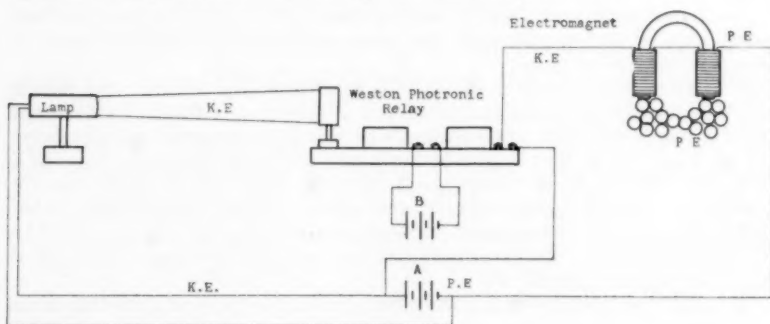 Electromagnet
P E
K.E
Lamp
K.E
Weston Photronic
Relay
P E
B
A
K.E.
P.E